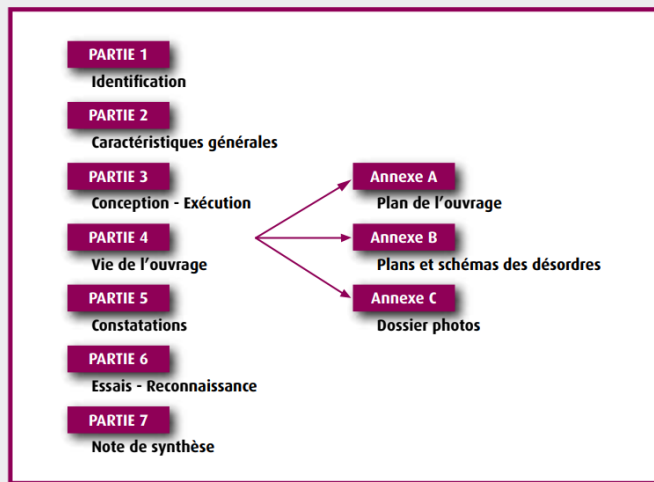 PARTIE 1
Identification
PARTIE 2
Caractéristiques générales
PARTIE 3
Conception - Exécution
PARTIE 4
Vie de l'ouvrage
PARTIE 5
Constatations
PARTIE 6
Essais - Reconnaissance
PARTIE 7
Note de synthèse
Annexe A
Plan de l'ouvrage
Annexe B
Plans et schémas des désordres
Annexe C
Dossier photos